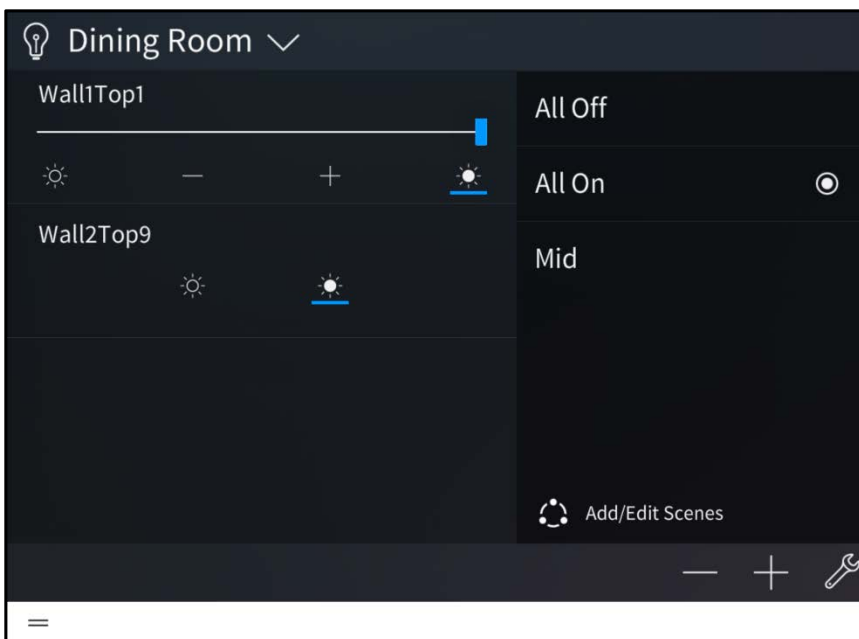 Dining Room
Wall1Top1
Wall2Top9
All Off
All On
Mid
Add/Edit Scenes